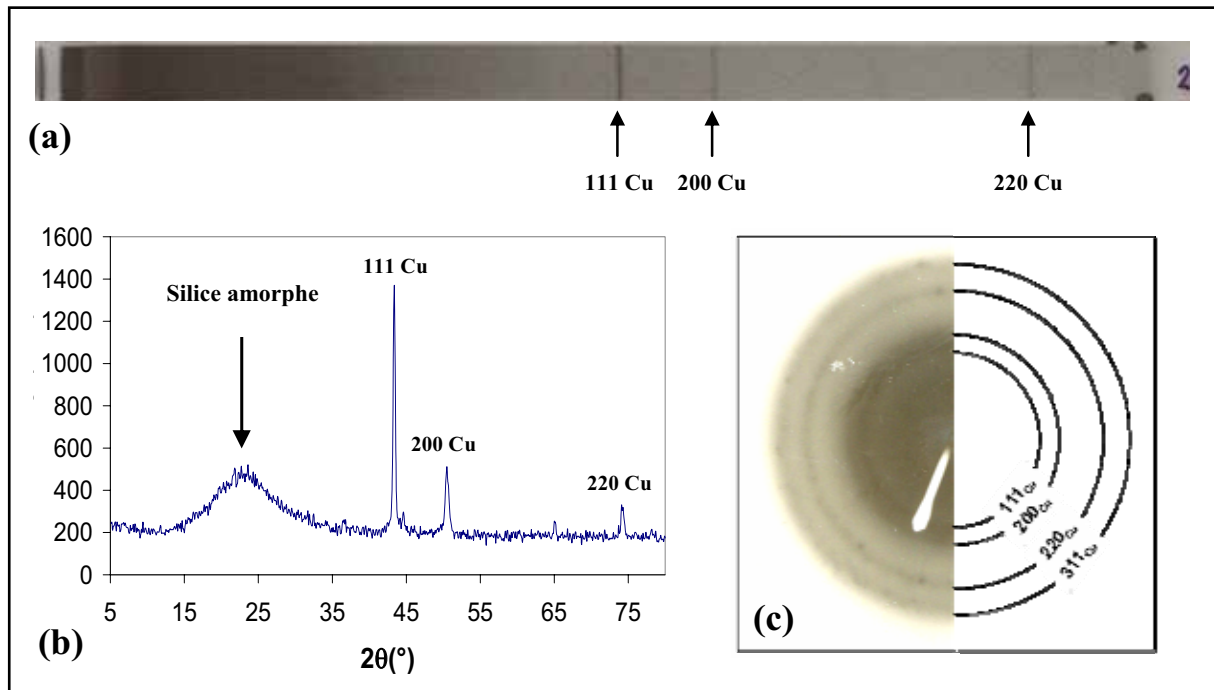 2
(a)
111 Cu 200 Cu 220 Cu
1600
1400
1200
1000
800
600
400
200
0
Silice amorphe
111 Cu
200 Cu
220 Cu
5 15 25 35 45 55 65 75
(b)
2θ(°)
111Cu
200Cu
220Cu
311Cu
(c)